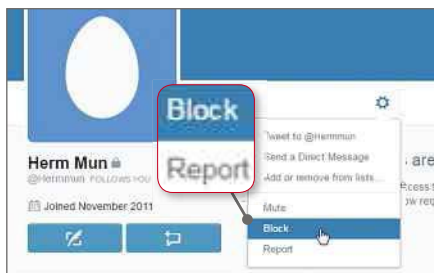 Block
Report
Tweet to @Hermmun
Send a Direct Message
Add or remove from lists...
Mute
Block
Report
Herm Mun
@Hermmun FOLLOWS YOU
Joined November 2011
are